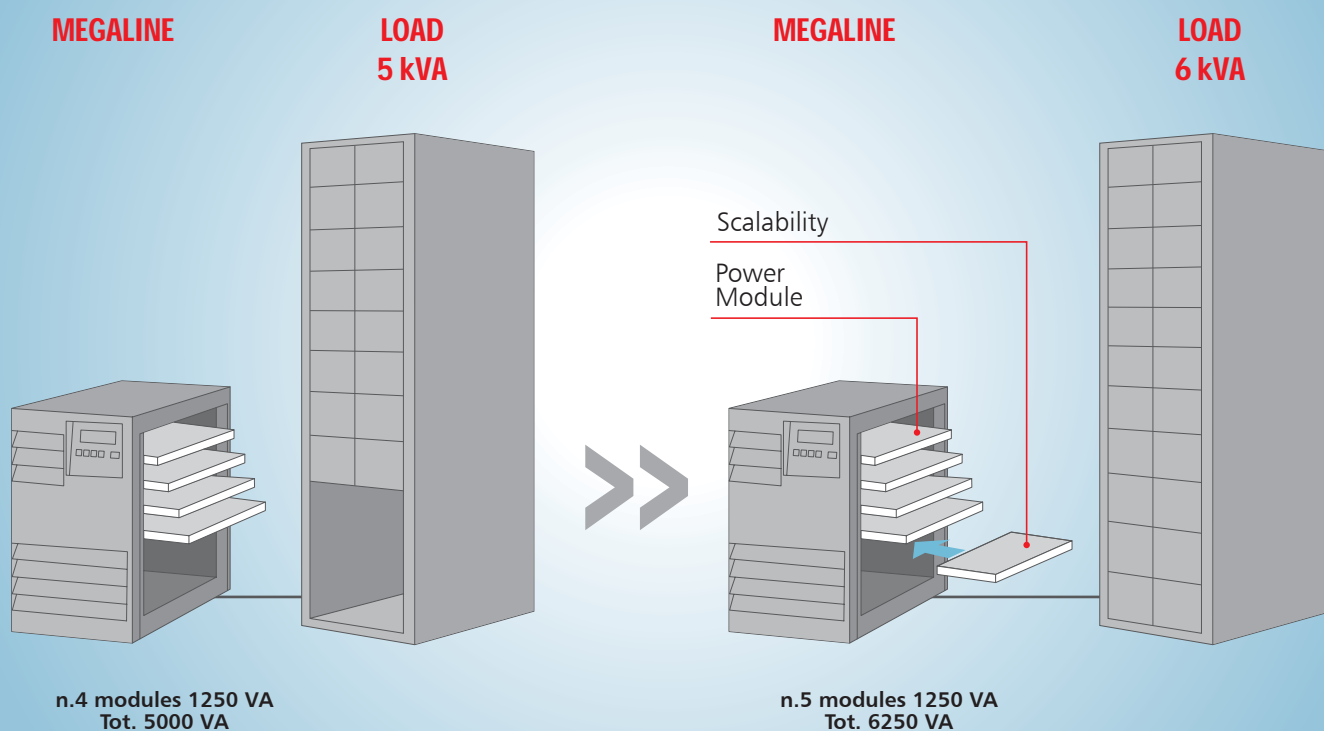 MEGALINE
LOAD
5 kVA
n.4 modules 1250 VA
Tot. 5000 VA
MEGALINE
LOAD
6 kVA
Scalability
Power
Module
n.5 modules 1250 VA
Tot. 6250 VA